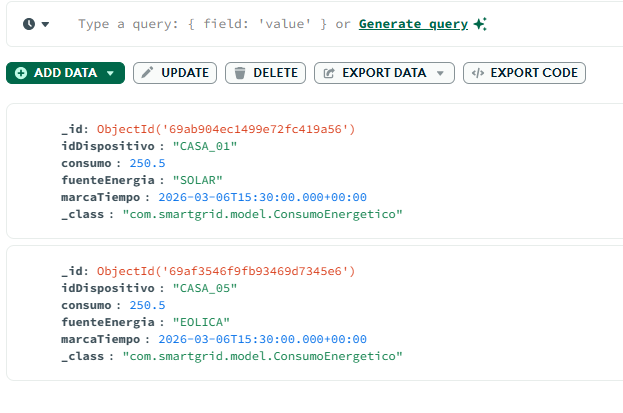 Type a query: { field: 'value' } or Generate query
ADD DATA UPDATE DELETE EXPORT DATA EXPORT CODE
_id: ObjectId('69ab904ec1499e72fc419a56')
idDispositivo : "CASA_01"
consumo : 250.5
fuenteEnergia : "SOLAR"
marcaTiempo : 2026-03-06T15:30:00.000+00:00
_class : "com.smartgrid.model.ConsumoEnergetico"
_id: ObjectId('69af3546f9fb93469d7345e6')
idDispositivo : "CASA_05"
consumo : 250.5
fuenteEnergia : "EOLICA"
marcaTiempo : 2026-03-06T15:30:00.000+00:00
_class : "com.smartgrid.model.ConsumoEnergetico"